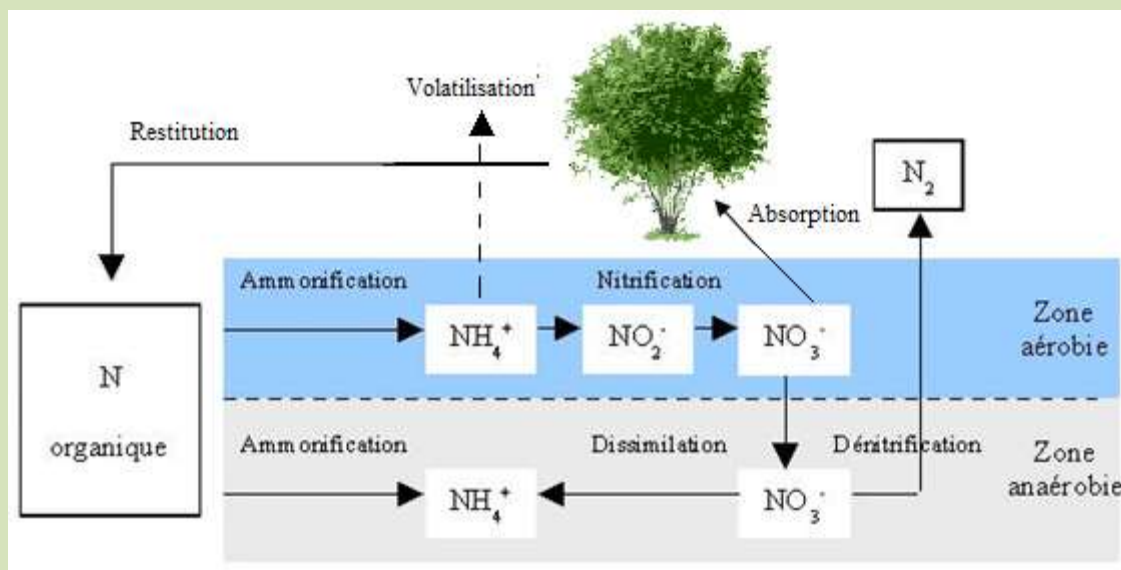 Volatilisation
Restitution
N₂
Absorption
Ammonification
Nitrification
NH₄⁺
NO₂⁻
NO₃⁻
Zone
aérobie
N
organique
Ammonification
Dissimilation
Dénitrification
NH₄⁺
NO₃⁻
Zone
anaérobie